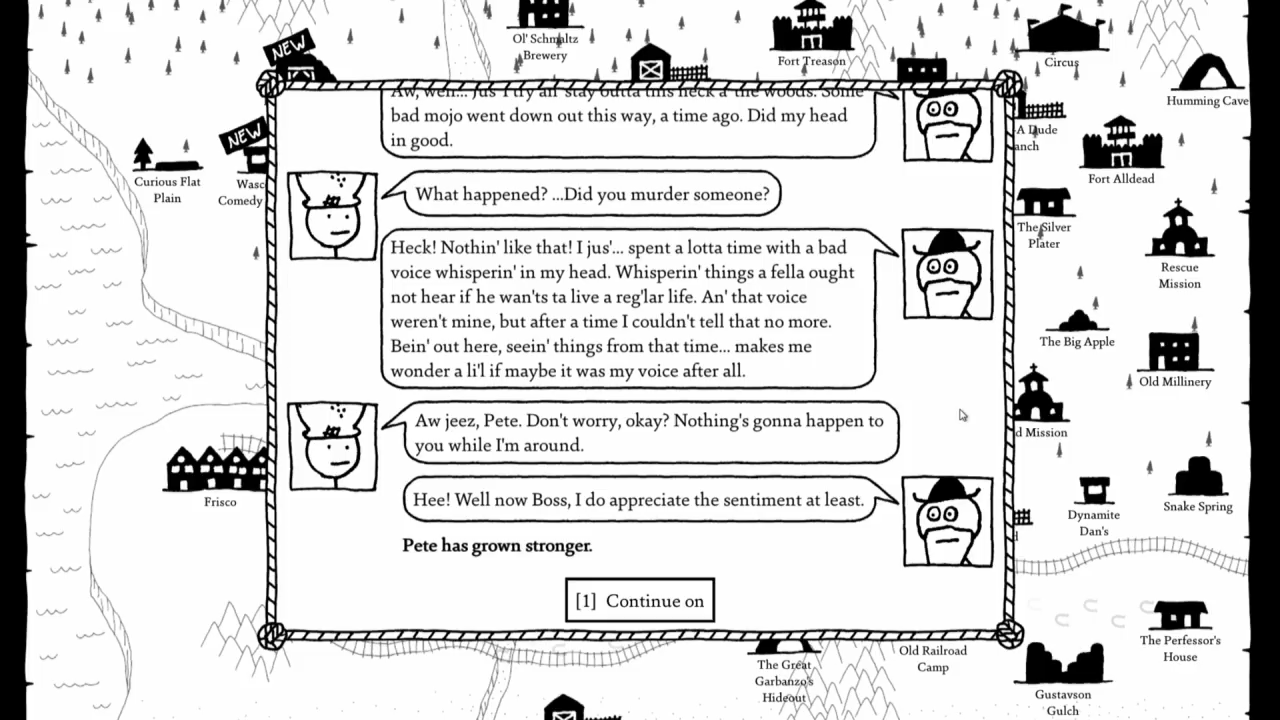 Ol' Schmaltz
Brewery
Fort Treason
Circus
Humming Cave
NEW
NEW
Curious Flat
Plain
Wasc
Comedy
A Dude
anch
Fort Alldead
The Silver
Plater
Rescue
Mission
The Big Apple
Old Millinery
d Mission
Frisco
Dynamite
Dan's
Snake Spring
The Perfessor's
House
Gustavson
Gulch
Old Railroad
Camp
The Great
Garbanzo's
Hideout
Aw, well... jus' try an' stay outta this neck a' the woods. Some
bad mojo went down out this way, a time ago. Did my head
in good.
What happened? ...Did you murder someone?
Heck! Nothin' like that! I jus'... spent a lotta time with a bad
voice whisperin' in my head. Whisperin' things a fella ought
not hear if he wan'ts ta live a reg'lar life. An' that voice
weren't mine, but after a time I couldn't tell that no more.
Bein' out here, seein' things from that time... makes me
wonder a li'l if maybe it was my voice after all.
Aw jeez, Pete. Don't worry, okay? Nothing's gonna happen to
you while I'm around.
Hee! Well now Boss, I do appreciate the sentiment at least.
Pete has grown stronger.
[1] Continue on